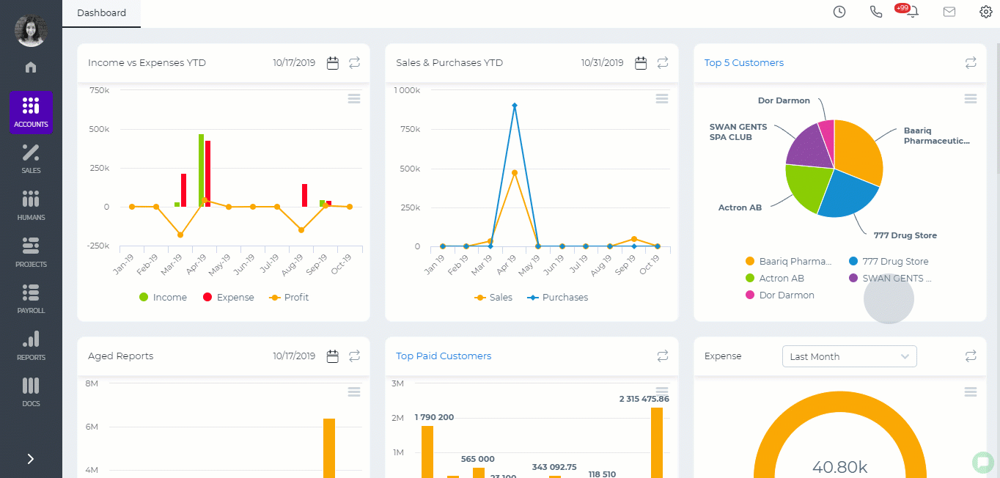 Dashboard
+99
ACCOUNTS
SALES
HUMANS
PROJECTS
PAYROLL
REPORTS
DOCS
Income vs Expenses YTD
10/17/2019
750k
500k
250k
0
-250k
Jan-19 Feb-19 Mar-19 Apr-19 May-19 Jun-19 Jul-19 Aug-19 Sep-19 Oct-19
Income Expense Profit
Sales & Purchases YTD
10/31/2019
1 000k
750k
500k
250k
0
Jan 19 Feb 19 Mar 19 Apr 19 May 19 Jun 19 Jul 19 Aug 19 Sep 19 Oct 19
Sales Purchases
Top 5 Customers
Dor Darmon
SWAN GENTS
SPA CLUB
Baariq
Pharmaceutic...
Actron AB
777 Drug Store
Baariq Pharma... 777 Drug Store
Actron AB SWAN GENTS ...
Dor Darmon
Aged Reports
10/17/2019
8M
6M
4M
Top Paid Customers
3M
2M
1M
2 315 475.86
1 790 200
565 000
343 092.75
118 510
23 100
Expense
Last Month
40.80k